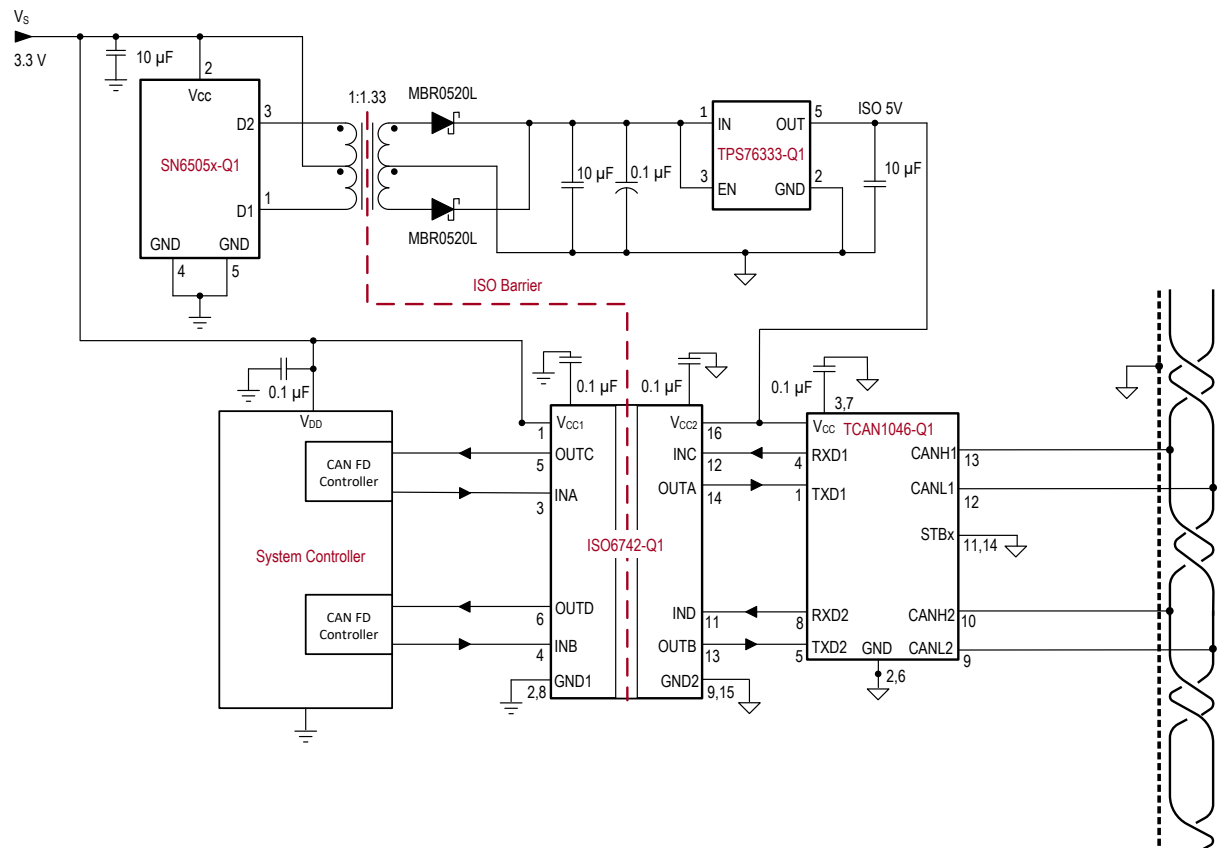 VS
3.3 V
10 µF
2
Vcc
3
D2
SN6505x-Q1
D1
1
GND
GND
4
5
1:1.33
MBR0520L
MBR0520L
10 µF
0.1 µF
1
IN
OUT
5
TPS76333-Q1
3
EN
GND
2
ISO 5V
10 µF
ISO Barrier
0.1 µF
0.1 µF
0.1 µF
0.1 µF
VDD
CAN FD
Controller
System Controller
CAN FD
Controller
VCC1
1
OUTC
5
INA
3
ISO6742-Q1
OUTD
6
INB
4
GND1
2,8
VCC2
16
INC
12
OUTA
14
IND
11
OUTB
13
GND2
9,15
3,7
VCC
TCAN1046-Q1
RXD1
4
TXD1
1
RXD2
8
TXD2
5
GND
2,6
CANH1
13
CANL1
12
STBx
11,14
CANH2
10
CANL2
9